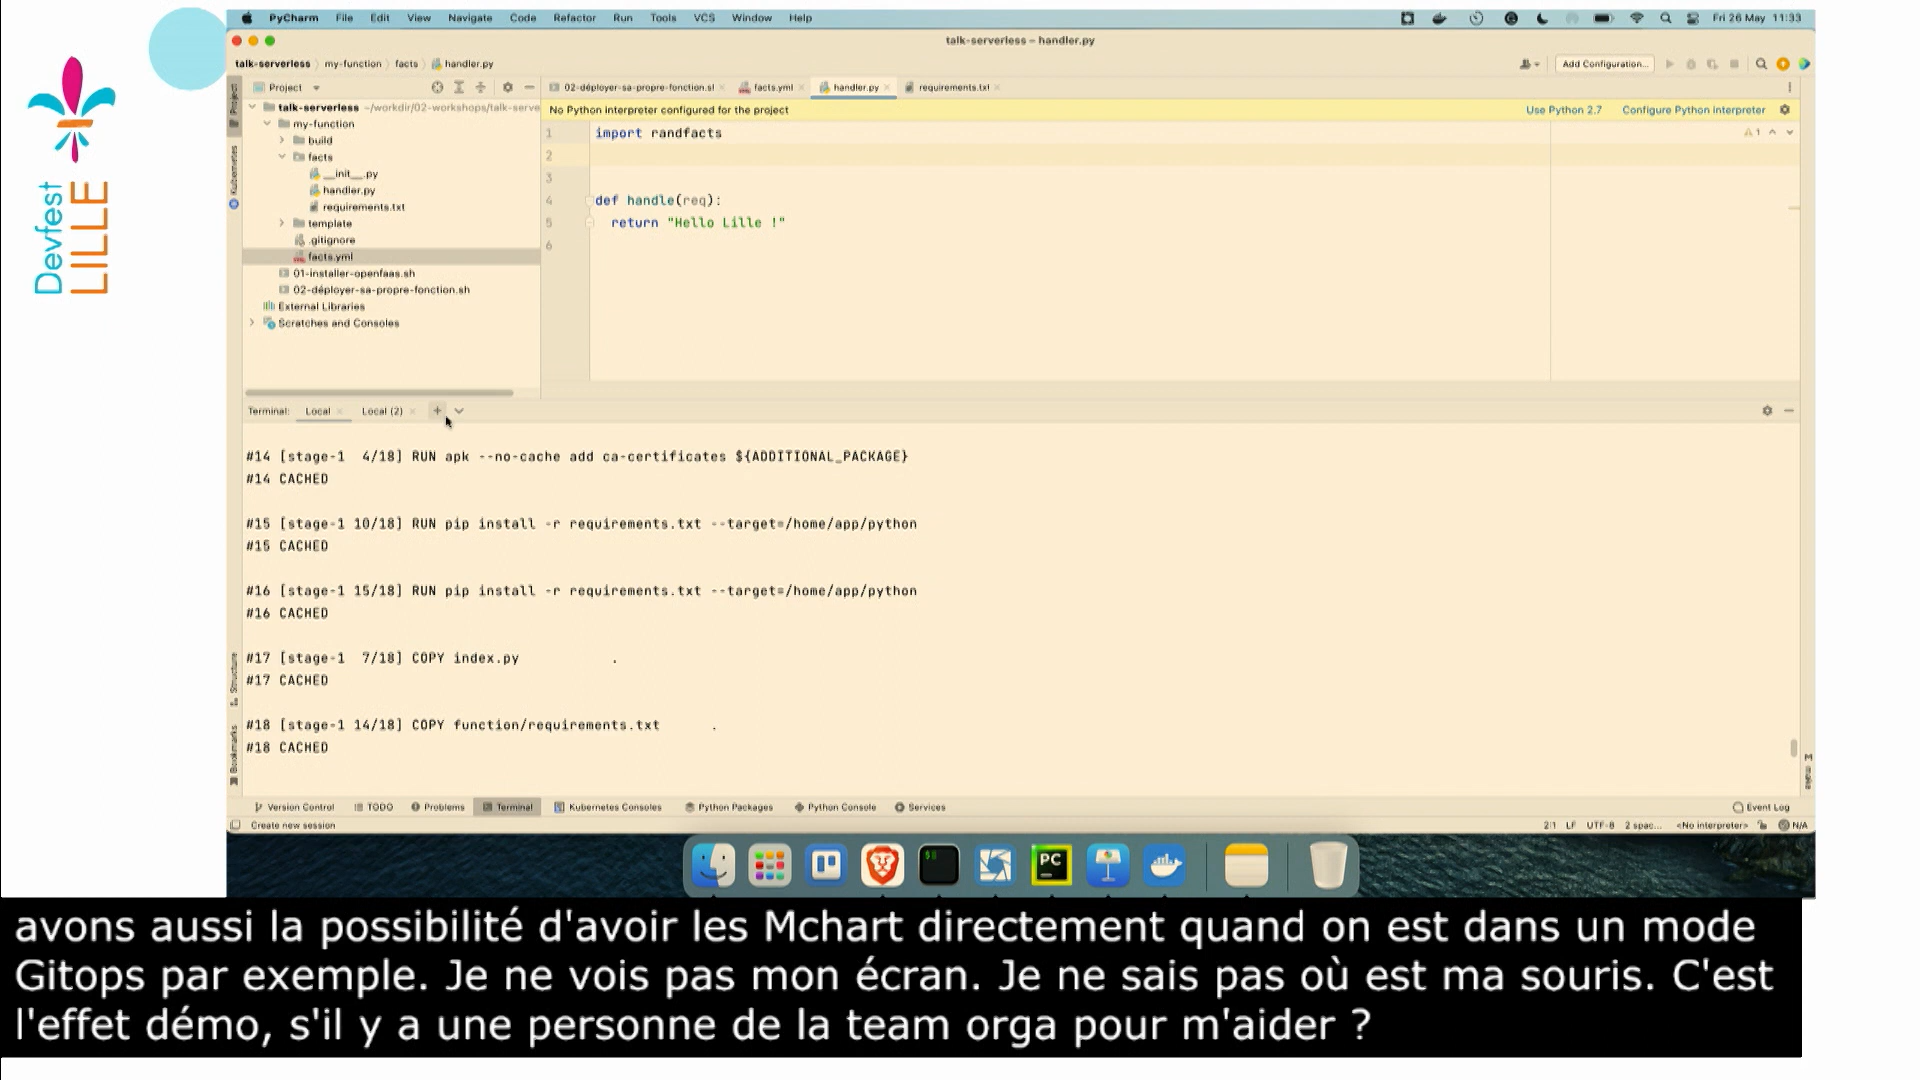 PyCharm File Edit View Navigate Code Refactor Run Tools VCS Window Help Fri 26 May 11:33
talk-serverless – handler.py
talk-serverless my-function facts handler.py Add Configuration...
Project 02-déployer-sa-propre-fonction.sl facts.yml handler.py requirements.txt
talk-serverless ~/workdir/02-workshops/talk-serve
my-function
build
facts
__init__.py
handler.py
requirements.txt
template
.gitignore
facts.yml
01-installer-openfaas.sh
02-déployer-sa-propre-fonction.sh
External Libraries
Scratches and Consoles
Project
Kubernetes
Structure
Bookmarks
make
Devfest
LILLE
No Python interpreter configured for the project Use Python 2.7 Configure Python interpreter
1
1 import randfacts
2
3
4 def handle(req):
5 return "Hello Lille !"
6
Terminal: Local Local (2) +
#14 [stage-1 4/18] RUN apk --no-cache add ca-certificates ${ADDITIONAL_PACKAGE}
#14 CACHED
#15 [stage-1 10/18] RUN pip install -r requirements.txt --target=/home/app/python
#15 CACHED
#16 [stage-1 15/18] RUN pip install -r requirements.txt --target=/home/app/python
#16 CACHED
#17 [stage-1 7/18] COPY index.py .
#17 CACHED
#18 [stage-1 14/18] COPY function/requirements.txt .
#18 CACHED
Version Control TODO Problems Terminal Kubernetes Consoles Python Packages Python Console Services Event Log
Create new session 2:1 LF UTF-8 2 spac... <No interpreter> N/A
PC
avons aussi la possibilité d'avoir les Mchart directement quand on est dans un mode
Gitops par exemple. Je ne vois pas mon écran. Je ne sais pas où est ma souris. C'est
l'effet démo, s'il y a une personne de la team orga pour m'aider ?